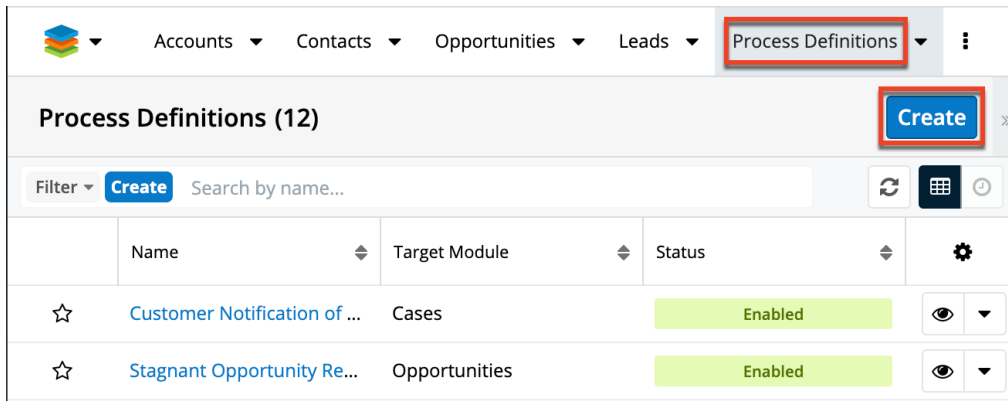 Accounts Contacts Opportunities Leads Process Definitions
Process Definitions (12) Create
Filter Create Search by name...
Name Target Module Status
Customer Notification of ... Cases Enabled
Stagnant Opportunity Re... Opportunities Enabled